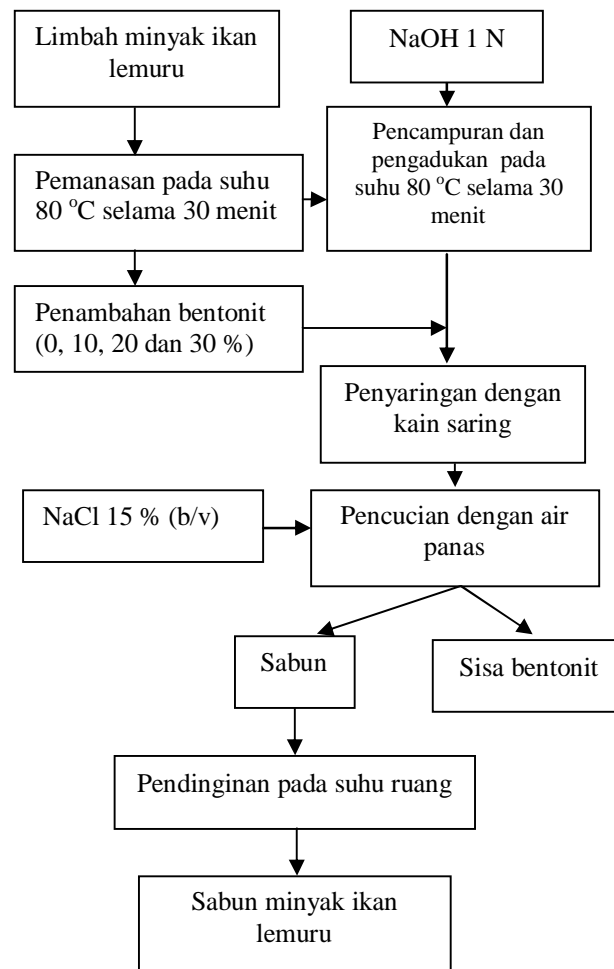 Limbah minyak ikan
lemuru
NaOH 1 N
Pencampuran dan
pengadukan pada
suhu 80 °C selama 30
menit
Pemanasan pada suhu
80 °C selama 30 menit
Penambahan bentonit
(0, 10, 20 dan 30 %)
Penyaringan dengan
kain saring
NaCl 15 % (b/v)
Pencucian dengan air
panas
Sabun
Sisa bentonit
Pendinginan pada suhu ruang
Sabun minyak ikan
lemuru